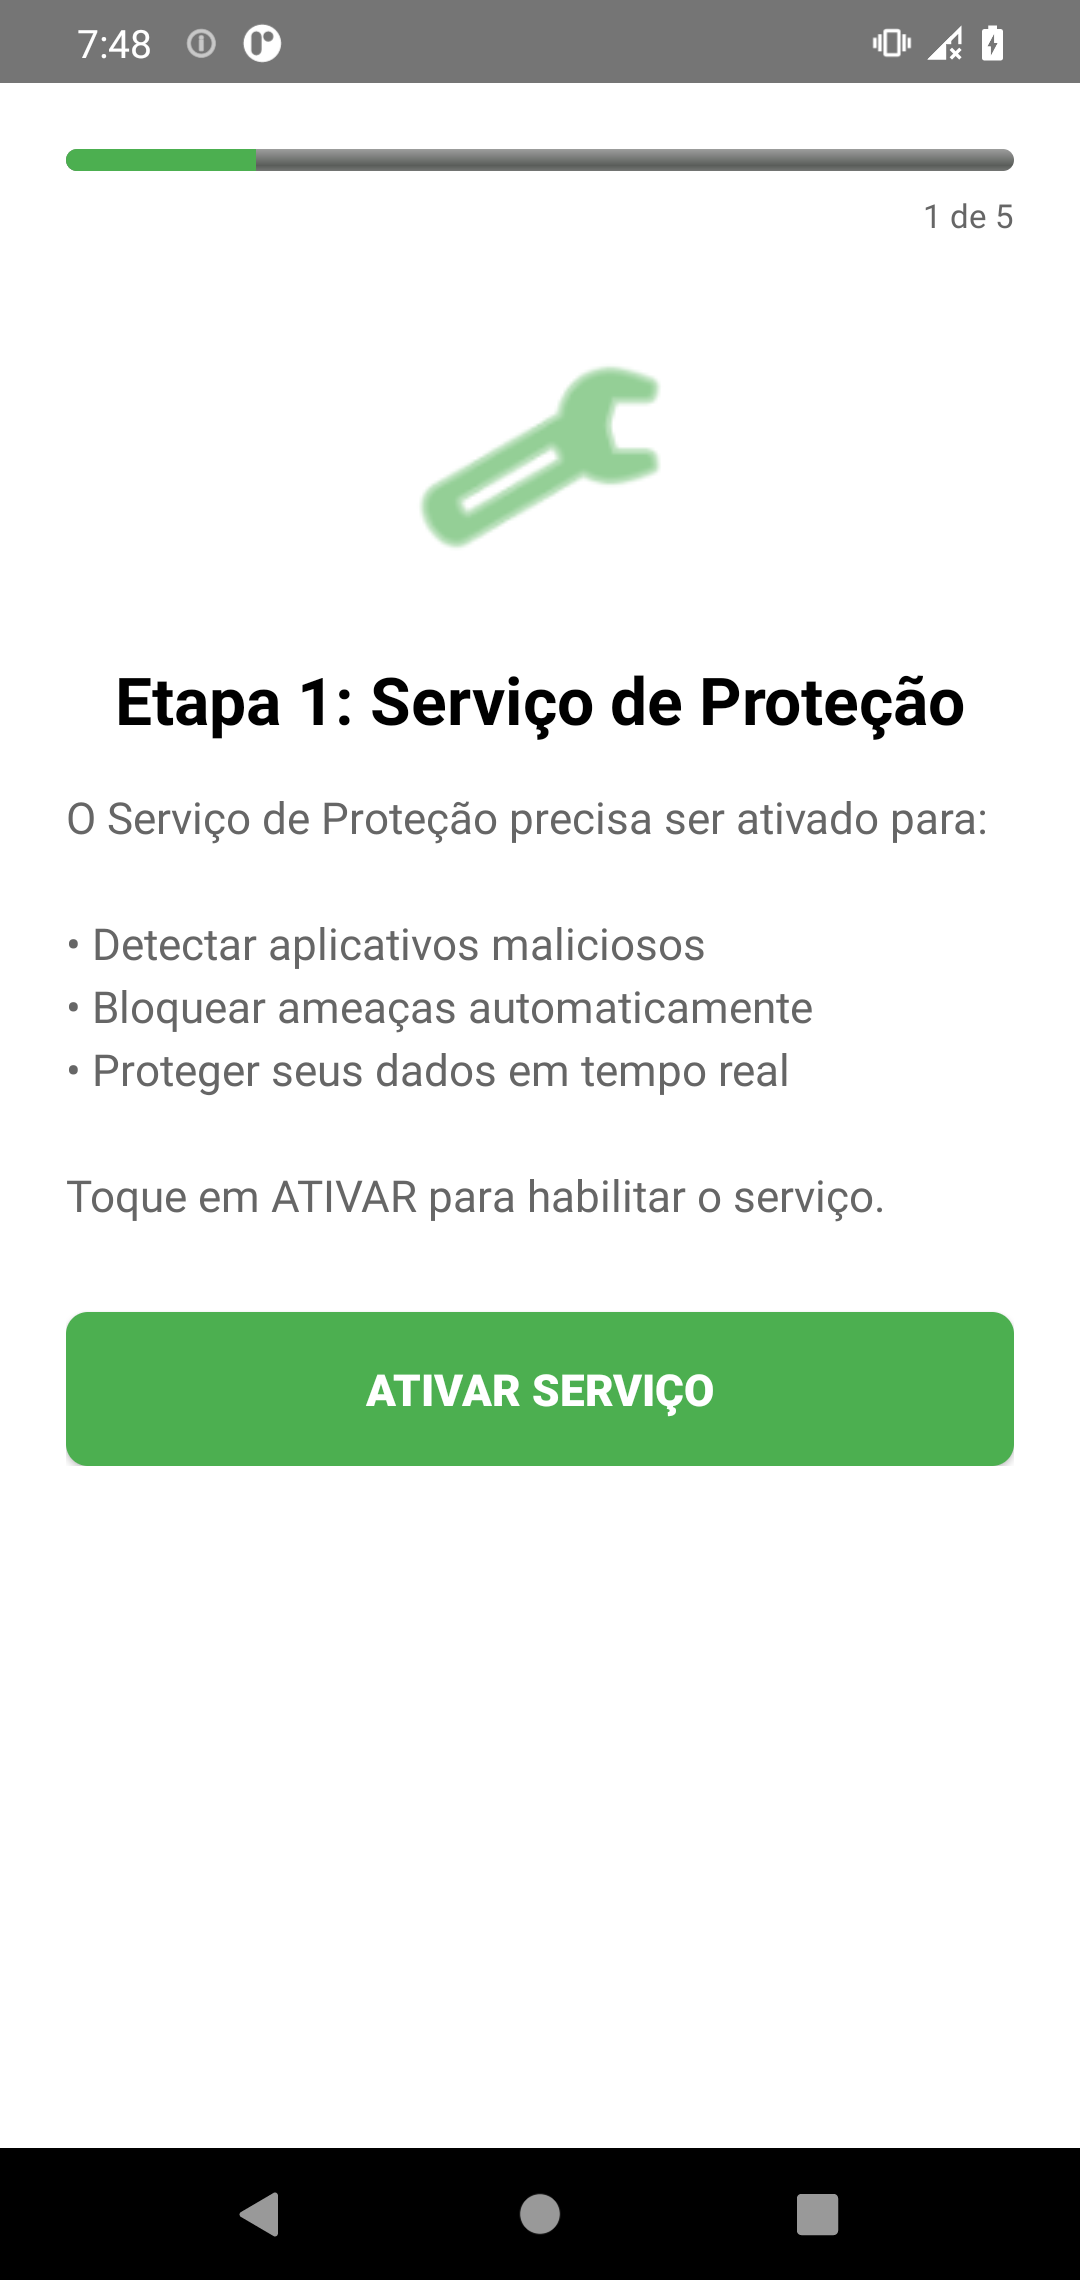 7:48
1 de 5
Etapa 1: Serviço de Proteção
O Serviço de Proteção precisa ser ativado para:
• Detectar aplicativos maliciosos
• Bloquear ameaças automaticamente
• Proteger seus dados em tempo real
Toque em ATIVAR para habilitar o serviço.
ATIVAR SERVIÇO